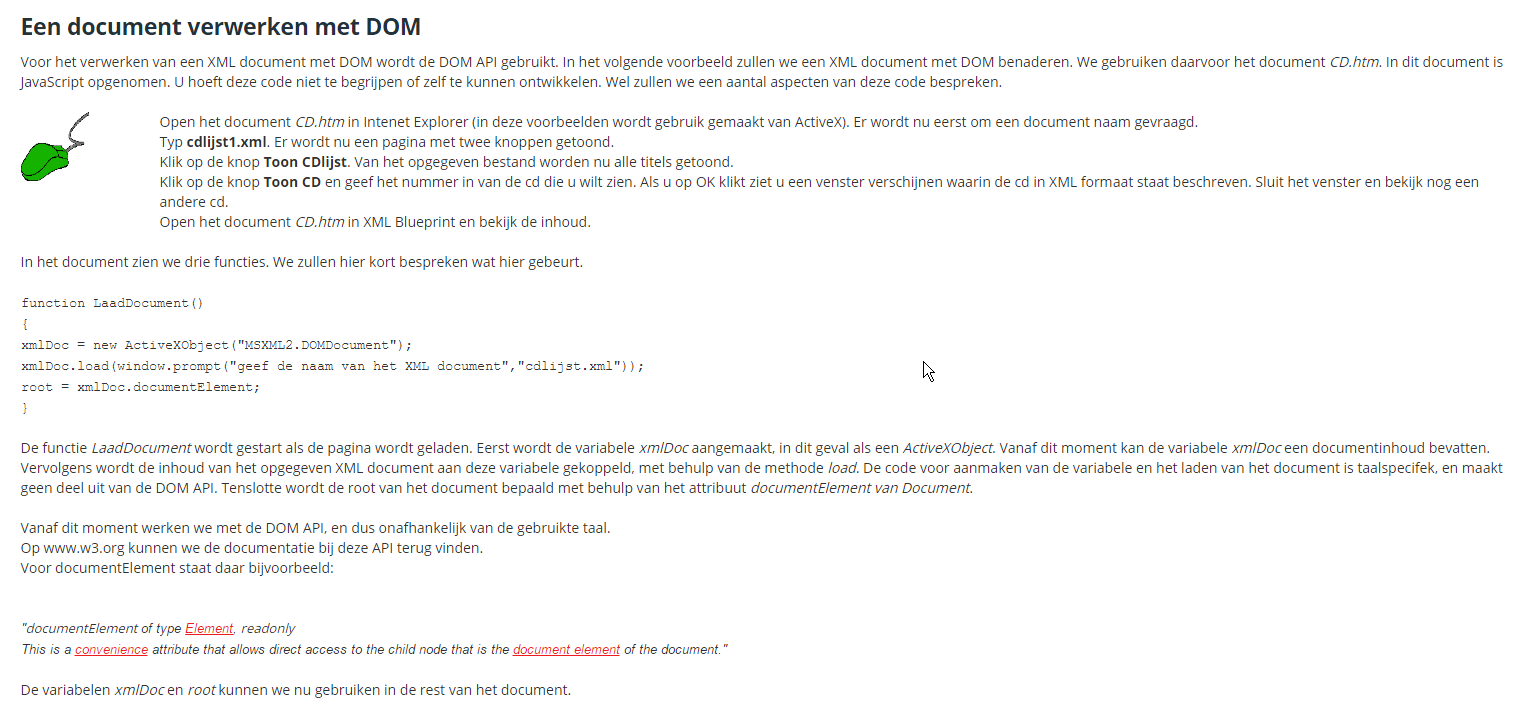 Een document verwerken met DOM
Voor het verwerken van een XML document met DOM wordt de DOM API gebruikt. In het volgende voorbeeld zullen we een XML document met DOM benaderen. We gebruiken daarvoor het document CD.htm. In dit document is
JavaScript opgenomen. U hoeft deze code niet te begrijpen of zelf te kunnen ontwikkelen. Wel zullen we een aantal aspecten van deze code bespreken.
Open het document CD.htm in Intenet Explorer (in deze voorbeelden wordt gebruik gemaakt van ActiveX). Er wordt nu eerst om een document naam gevraagd.
Typ cdlijst1.xml. Er wordt nu een pagina met twee knoppen getoond.
Klik op de knop Toon CDlijst. Van het opgegeven bestand worden nu alle titels getoond.
Klik op de knop Toon CD en geef het nummer in van de cd die u wilt zien. Als u op OK klikt ziet u een venster verschijnen waarin de cd in XML formaat staat beschreven. Sluit het venster en bekijk nog een
andere cd.
Open het document CD.htm in XML Blueprint en bekijk de inhoud.
In het document zien we drie functies. We zullen hier kort bespreken wat hier gebeurt.
function LaadDocument()
{
xmlDoc = new ActiveXObject("MSXML2.DOMDocument");
xmlDoc.load(window.prompt("geef de naam van het XML document","cdlijst.xml"));
root = xmlDoc.documentElement;
}
De functie LaadDocument wordt gestart als de pagina wordt geladen. Eerst wordt de variabele xmlDoc aangemaakt, in dit geval als een ActiveXObject. Vanaf dit moment kan de variabele xmlDoc een documentinhoud bevatten.
Vervolgens wordt de inhoud van het opgegeven XML document aan deze variabele gekoppeld, met behulp van de methode load. De code voor aanmaken van de variabele en het laden van het document is taalspecifek, en maakt
geen deel uit van de DOM API. Tenslotte wordt de root van het document bepaald met behulp van het attribuut documentElement van Document.
Vanaf dit moment werken we met de DOM API, en dus onafhankelijk van de gebruikte taal.
Op www.w3.org kunnen we de documentatie bij deze API terug vinden.
Voor documentElement staat daar bijvoorbeeld:
"documentElement of type Element, readonly
This is a convenience attribute that allows direct access to the child node that is the document element of the document."
De variabelen xmlDoc en root kunnen we nu gebruiken in de rest van het document.